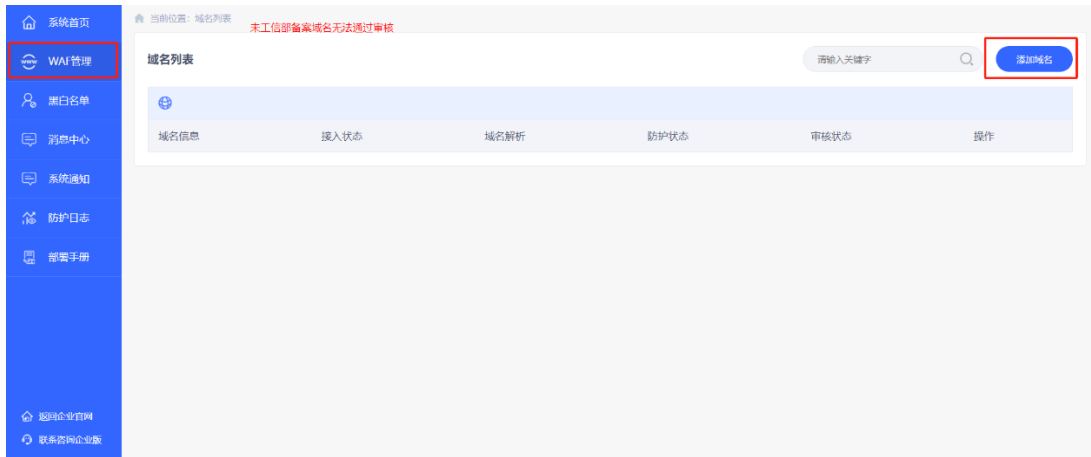 系统首页
WAF管理
黑白名单
消息中心
系统通知
防护日志
部署手册
返回企业官网
联系咨询企业版
当前位置：域名列表
未工信部备案域名无法通过审核
域名列表
请输入关键字
添加域名
域名信息 接入状态 域名解析 防护状态 审核状态 操作